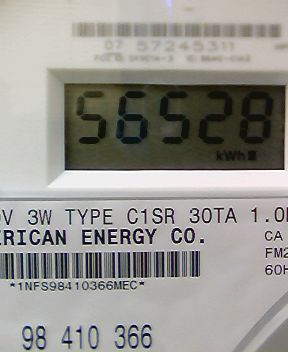 07 57245311
56528
kWh
V 3W TYPE C1SR 30TA 1.0
ERICAN ENERGY CO.
CA
FM2
60H
*1NFS98410366MEC*
98 410 366